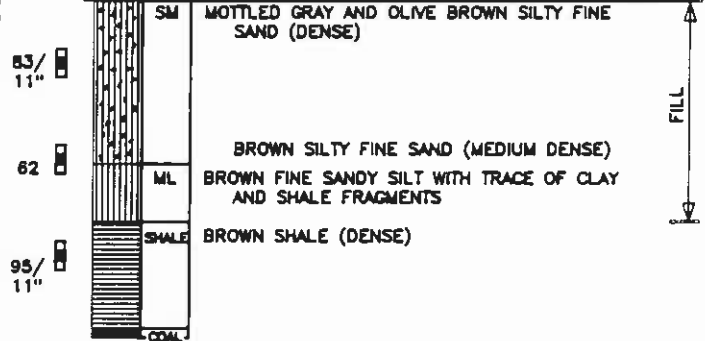 SM MOTTLED GRAY AND OLIVE BROWN SILTY FINE
SAND (DENSE)
83/
11"
FILL
BROWN SILTY FINE SAND (MEDIUM DENSE)
62
ML BROWN FINE SANDY SILT WITH TRACE OF CLAY
AND SHALE FRAGMENTS
SHALE BROWN SHALE (DENSE)
95/
11"
COAL